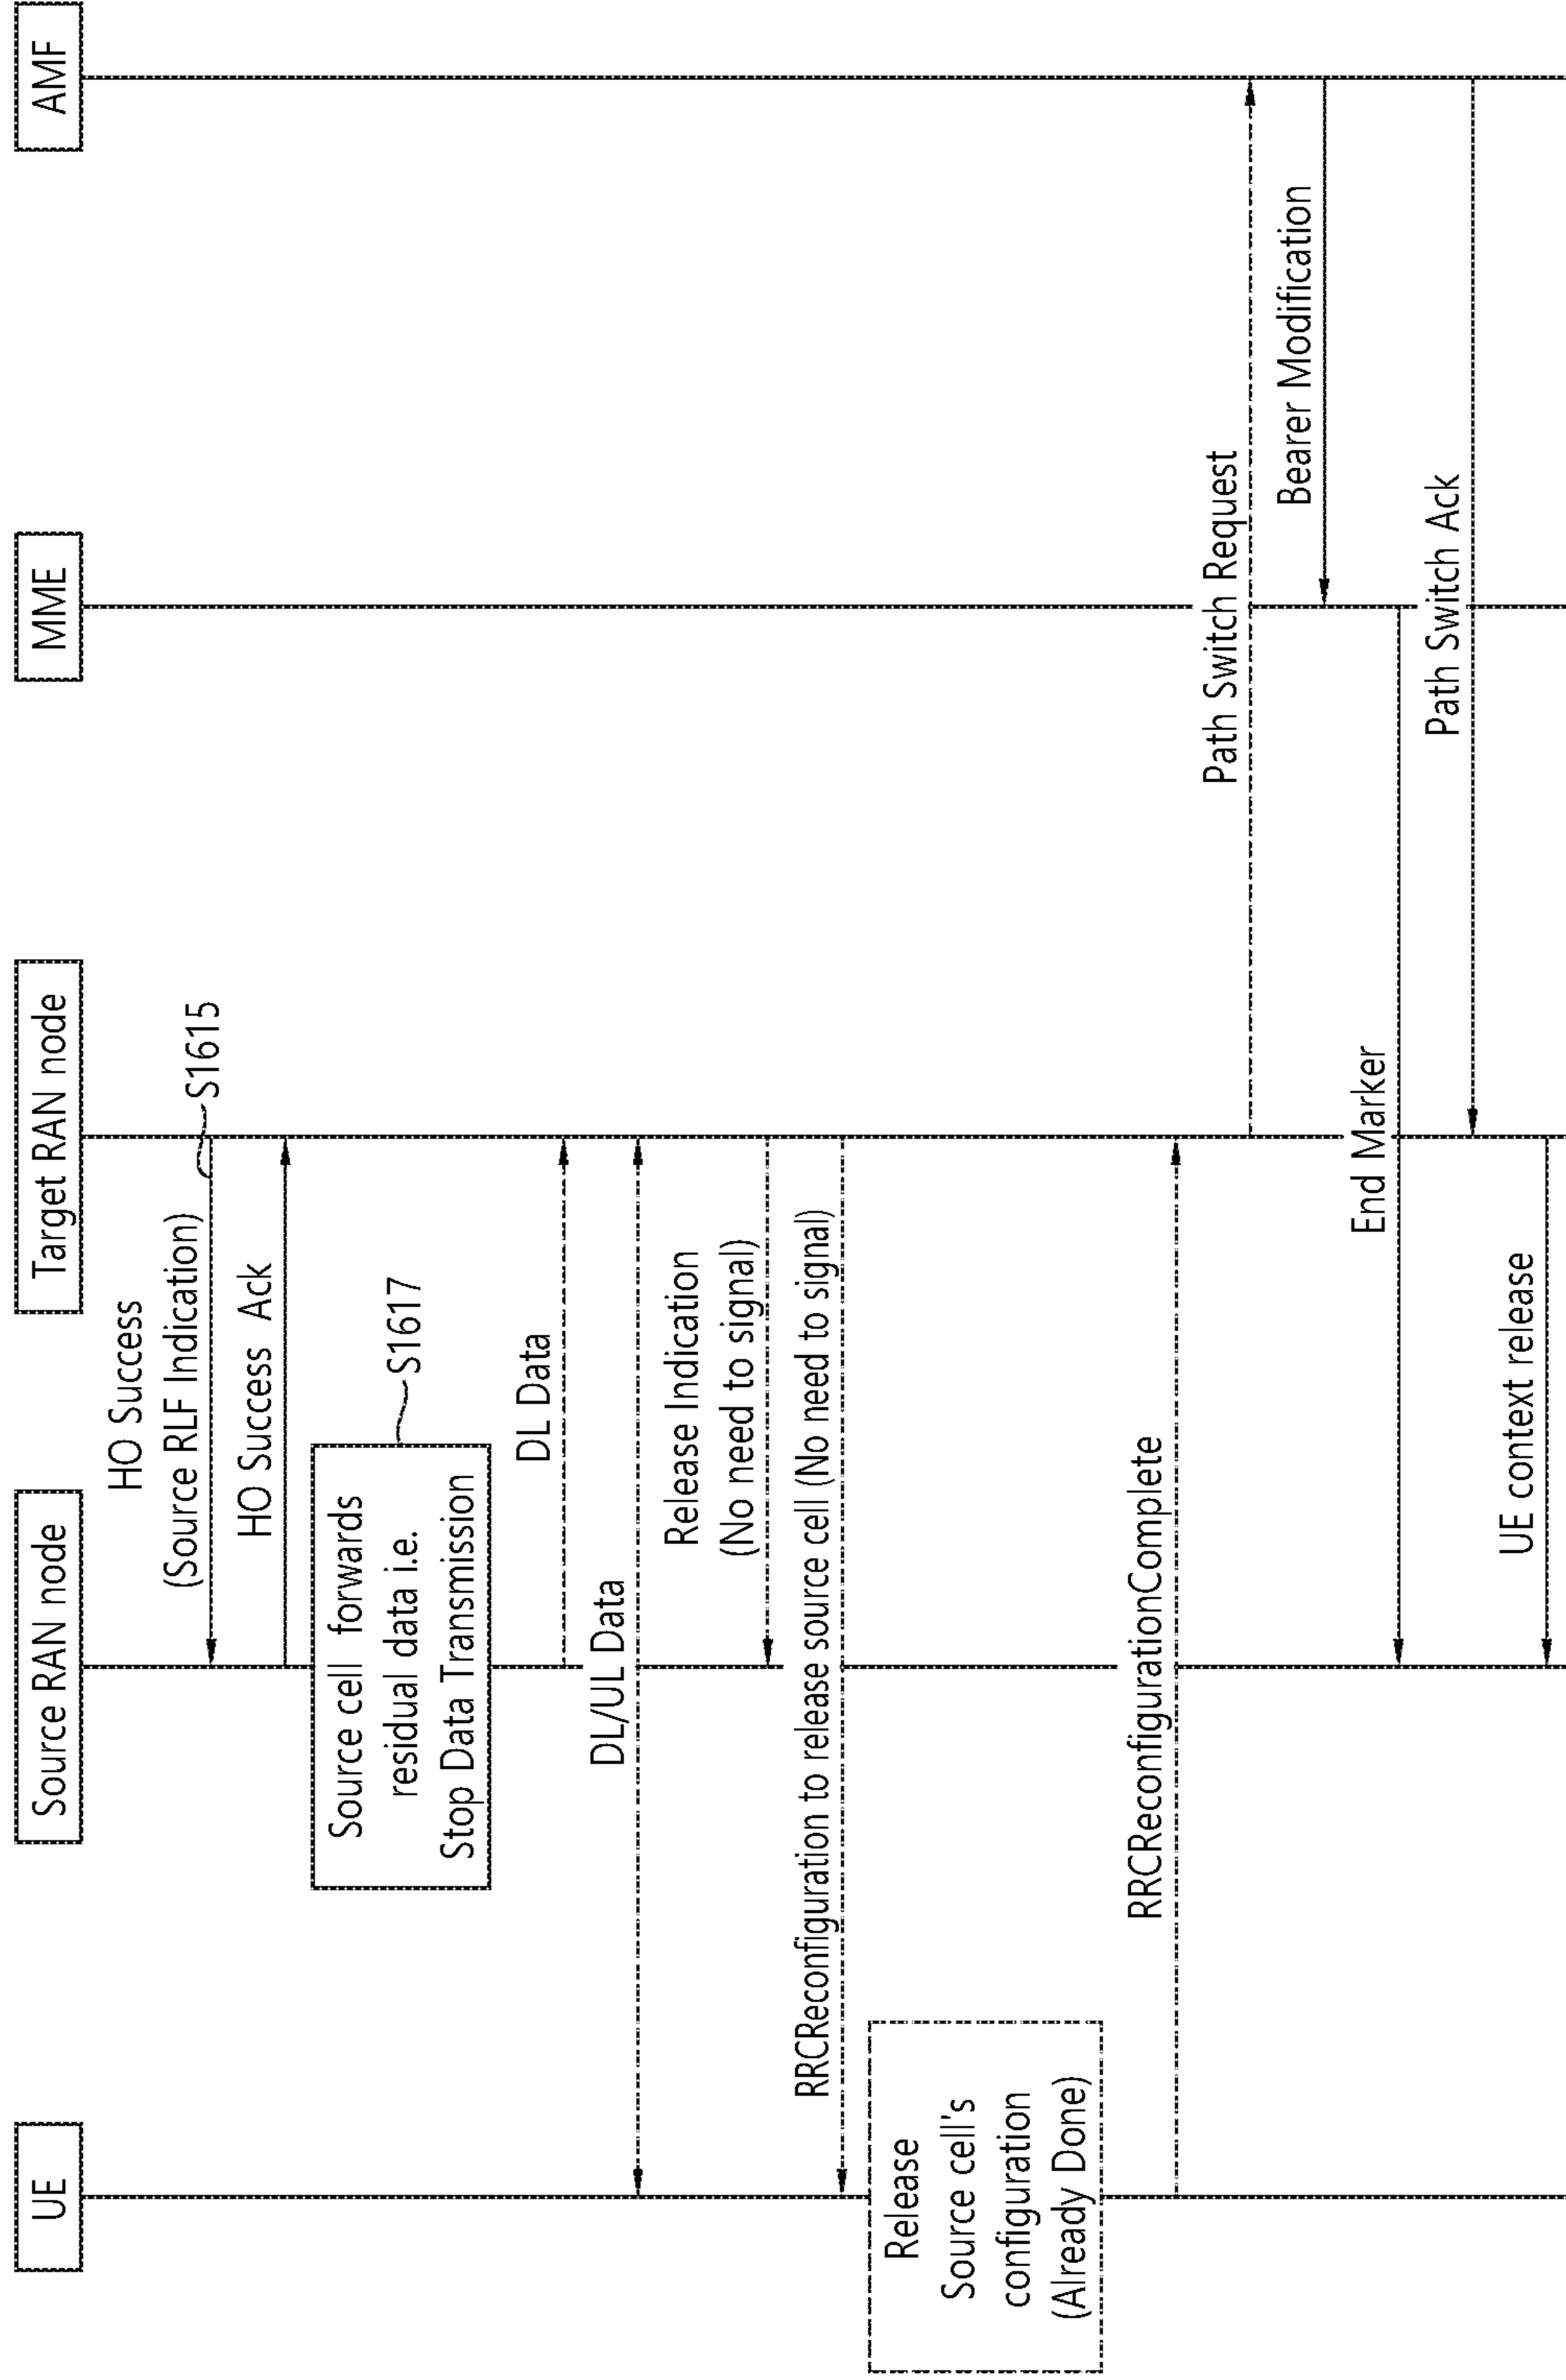 UE
Source RAN node
Target RAN node
MME
AMF
HO Success
(Source RLF Indication)
S1615
HO Success Ack
Source cell forwards
residual data i.e.
Stop Data Transmission
S1617
DL Data
DL/UL Data
Release Indication
(No need to signal)
RRCReconfiguration to release source cell (No need to signal)
Release
Source cell's
configuration
(Already Done)
RRCReconfigurationComplete
Path Switch Request
Bearer Modification
End Marker
Path Switch Ack
UE context release